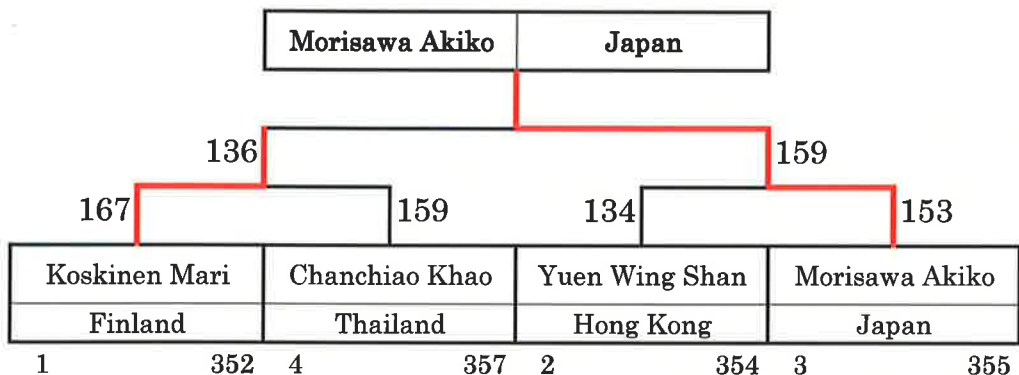 Morisawa Akiko Japan
136 159
167 159 134 153
Koskinen Mari Chanchiao Khao Yuen Wing Shan Morisawa Akiko
Finland Thailand Hong Kong Japan
1 352 4 357 2 354 3 355